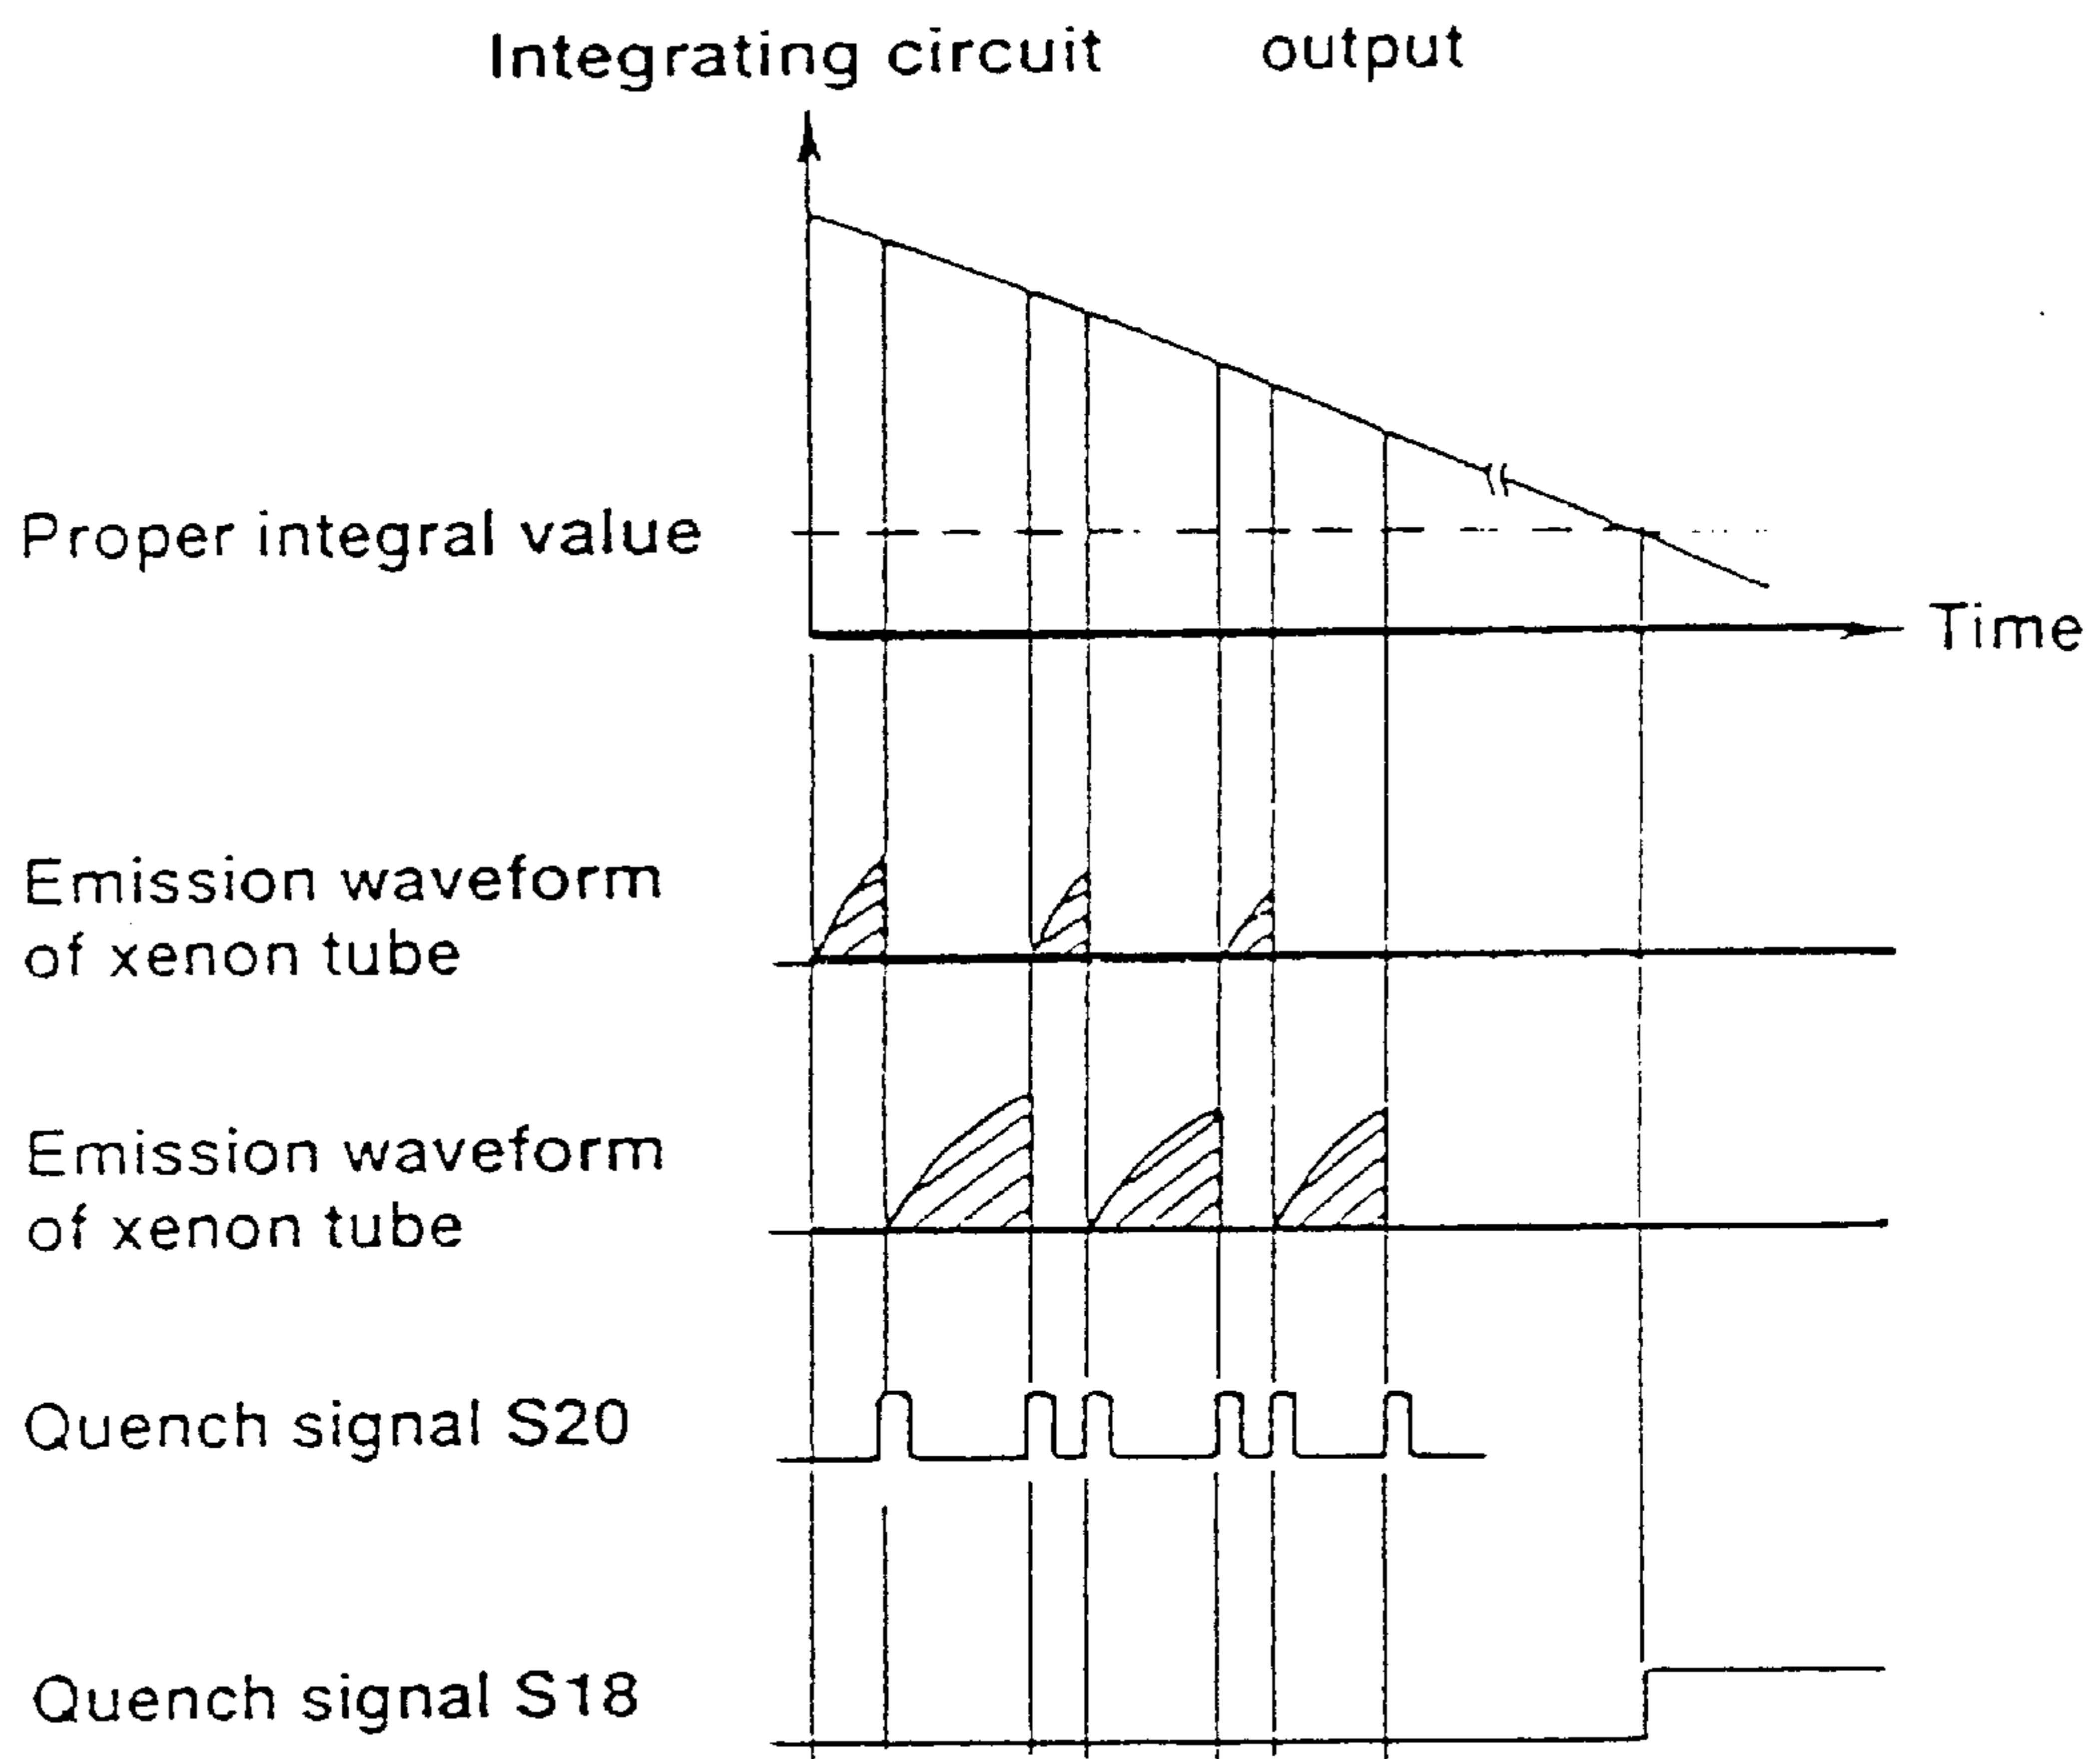 Integrating circuit output
Proper integral value
Time
Emission waveform
of xenon tube
Emission waveform
of xenon tube
Quench signal S20
Quench signal S18